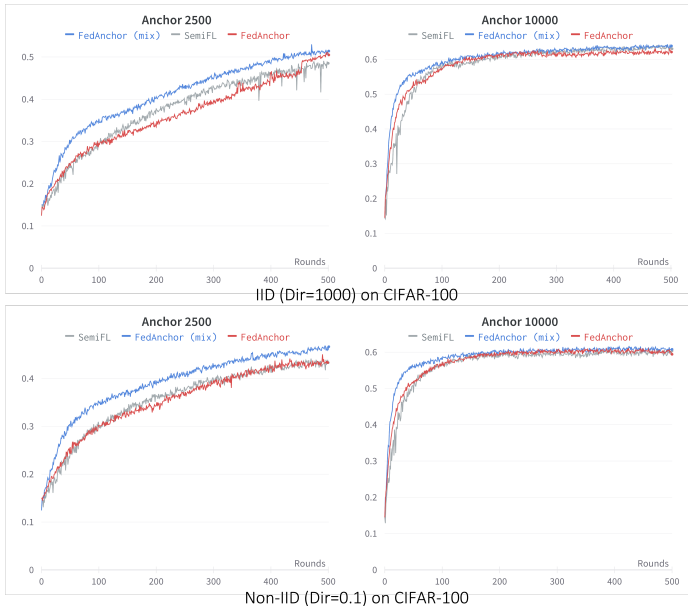 Anchor 2500
FedAnchor (mix) SemiFL FedAnchor
0.5
0.4
0.3
0.2
0.1
0
Rounds
0 100 200 300 400 500
Anchor 10000
SemiFL FedAnchor (mix) FedAnchor
0.6
0.5
0.4
0.3
0.2
0.1
0
Rounds
0 100 200 300 400 500
IID (Dir=1000) on CIFAR-100
Anchor 2500
SemiFL FedAnchor (mix) FedAnchor
0.4
0.3
0.2
0.1
0
Rounds
0 100 200 300 400 500
Anchor 10000
SemiFL FedAnchor (mix) FedAnchor
0.6
0.5
0.4
0.3
0.2
0.1
0
Rounds
0 100 200 300 400 500
Non-IID (Dir=0.1) on CIFAR-100